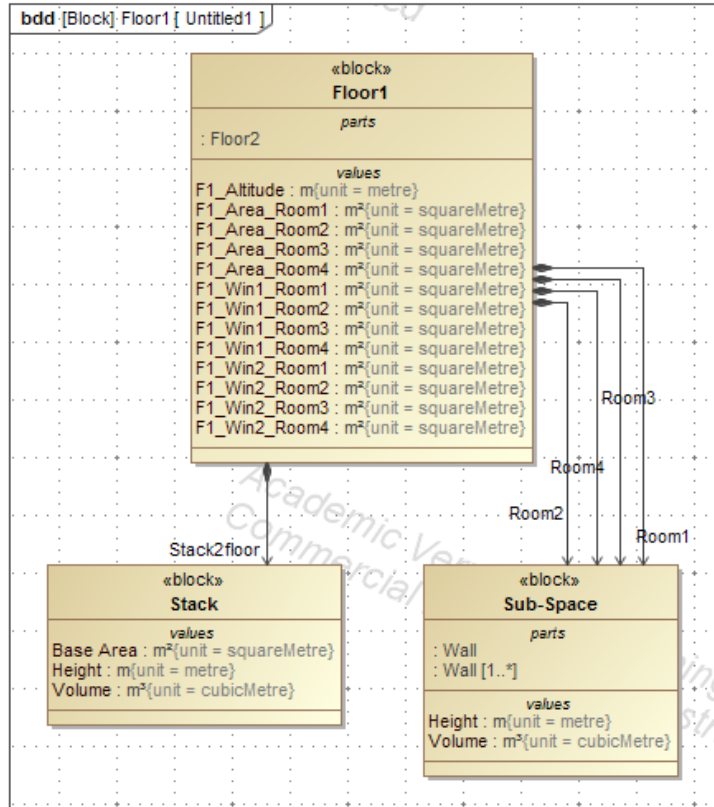 bdd [Block] Floor1 [ Untitled1 ]
«block»
Floor1
parts
: Floor2
values
F1_Altitude : m{unit = metre}
F1_Area_Room1 : m²{unit = squareMetre}
F1_Area_Room2 : m²{unit = squareMetre}
F1_Area_Room3 : m²{unit = squareMetre}
F1_Area_Room4 : m²{unit = squareMetre}
F1_Win1_Room1 : m²{unit = squareMetre}
F1_Win1_Room2 : m²{unit = squareMetre}
F1_Win1_Room3 : m²{unit = squareMetre}
F1_Win1_Room4 : m²{unit = squareMetre}
F1_Win2_Room1 : m²{unit = squareMetre}
F1_Win2_Room2 : m²{unit = squareMetre}
F1_Win2_Room3 : m²{unit = squareMetre}
F1_Win2_Room4 : m²{unit = squareMetre}
Room3
Room4
Room2
Room1
Stack2floor
Academic
Commercial
«block»
Stack
values
Base Area : m²{unit = squareMetre}
Height : m{unit = metre}
Volume : m³{unit = cubicMetre}
«block»
Sub-Space
parts
: Wall
: Wall [1..*]
values
Height : m{unit = metre}
Volume : m³{unit = cubicMetre}